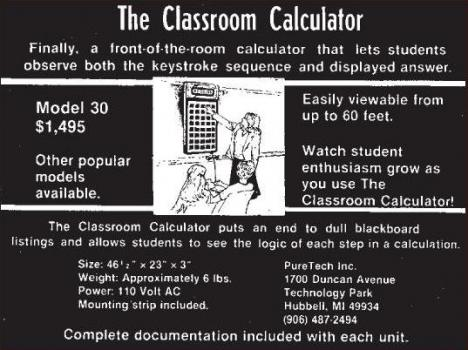 The Classroom Calculator
Finally, a front-of-the-room calculator that lets students
observe both the keystroke sequence and displayed answer.
Model 30
$1,495
Other popular
models
available.
Easily viewable from
up to 60 feet.
Watch student
enthusiasm grow as
you use The
Classroom Calculator!
The Classroom Calculator puts an end to dull blackboard
listings and allows students to see the logic of each step in a calculation.
Size: 46½" × 23" × 3"
Weight: Approximately 6 lbs.
Power: 110 Volt AC
Mounting strip included.
PureTech Inc.
1700 Duncan Avenue
Technology Park
Hubbell, MI 49934
(906) 487-2494
Complete documentation included with each unit.